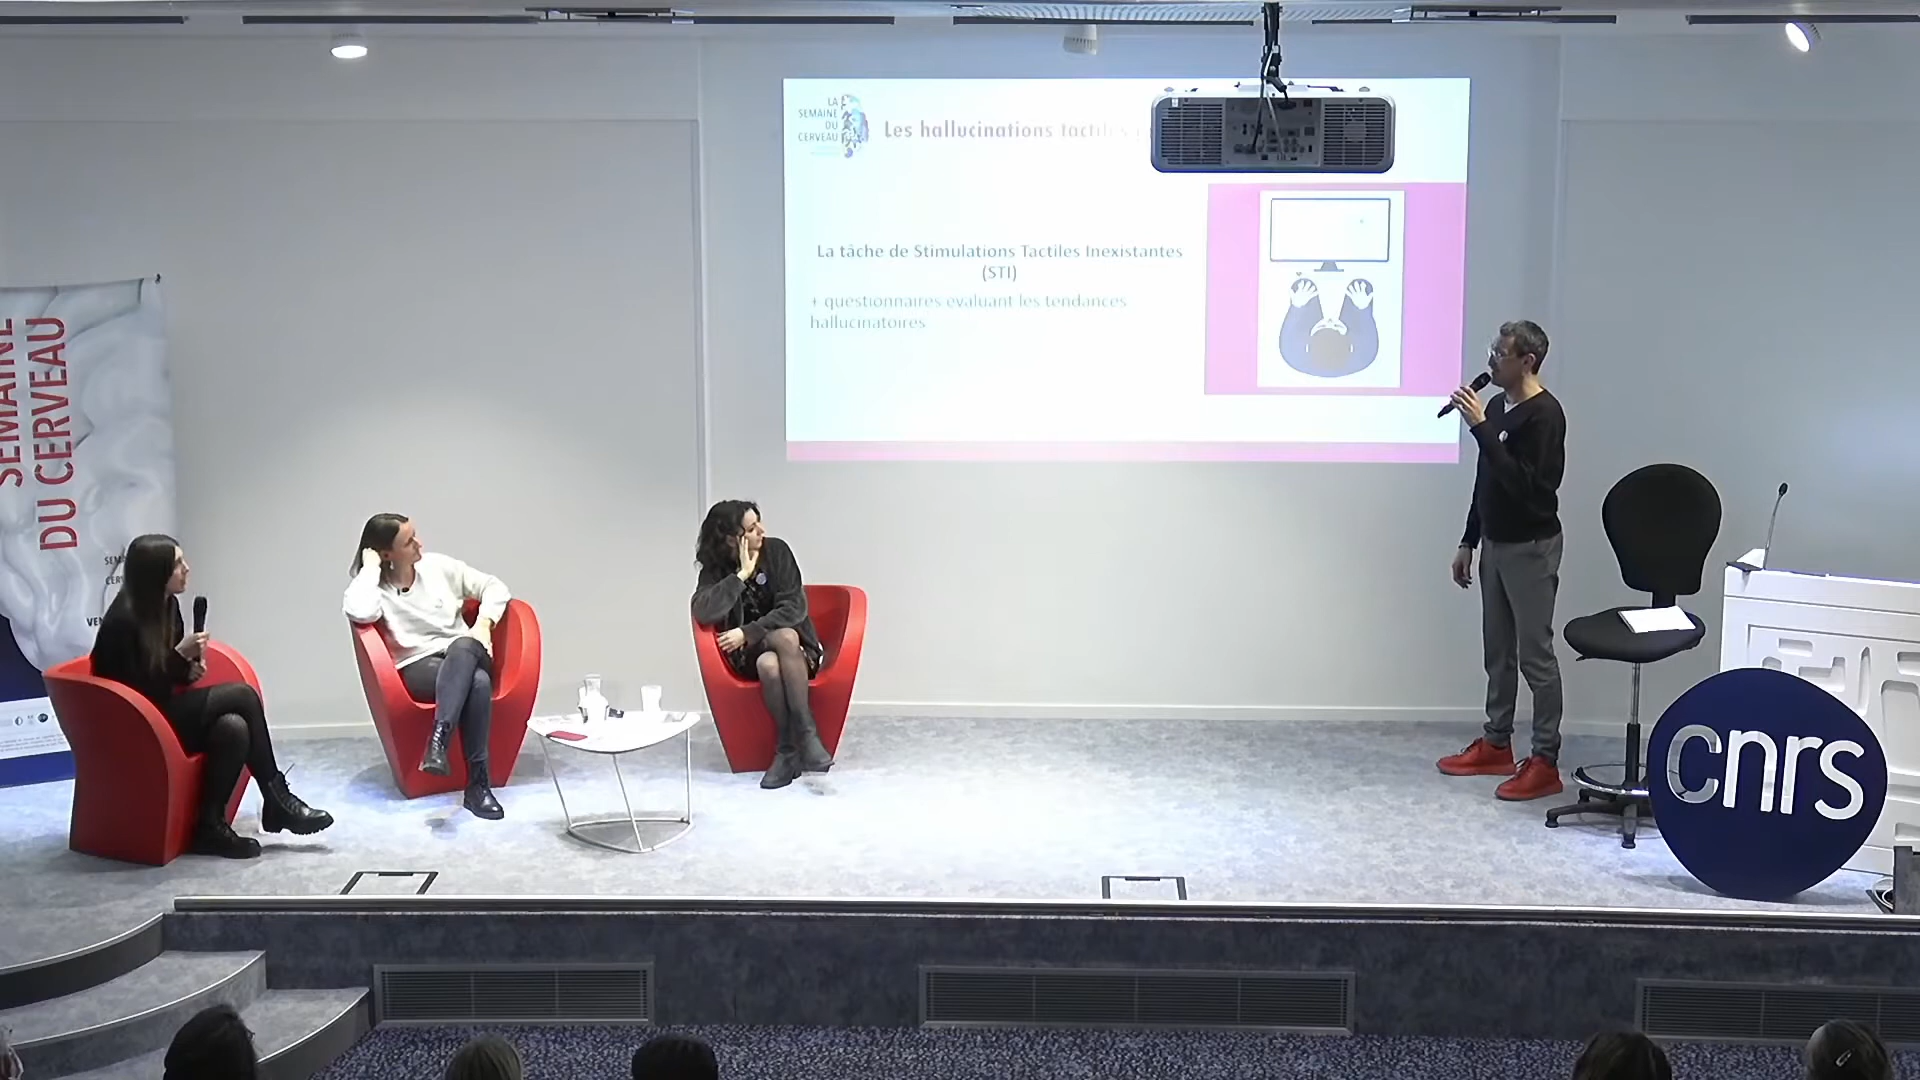 LA
SEMAINE
DU
CERVEAU
Les hallucinations tactiles
La tâche de Stimulations Tactiles Inexistantes
(STI)
+ questionnaires évaluant les tendances
hallucinatoires
SEMAINE
DU CERVEAU
cnrs